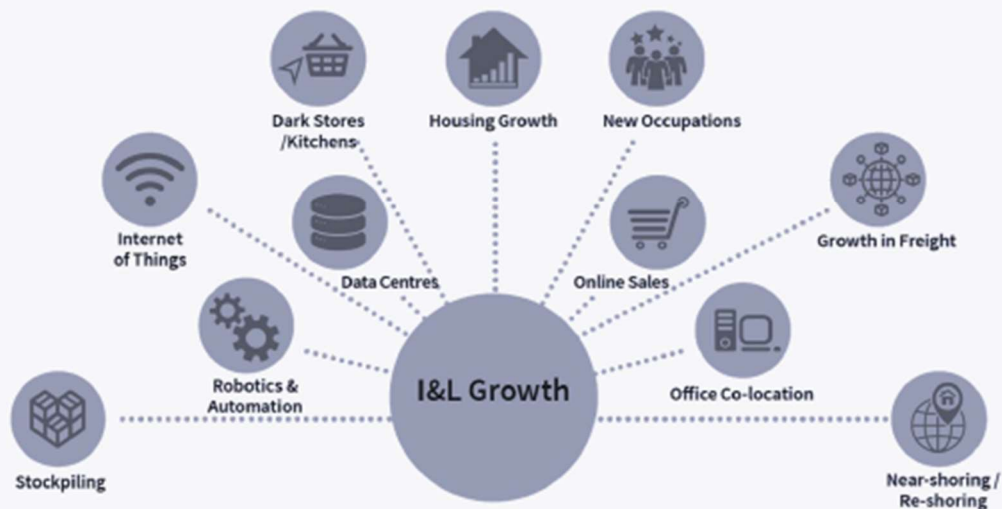 Dark Stores
/Kitchens
Housing Growth
New Occupations
Internet
of Things
Growth in Freight
Data Centres
Online Sales
Robotics &
Automation
I&L Growth
Office Co-location
Stockpiling
Near-shoring /
Re-shoring